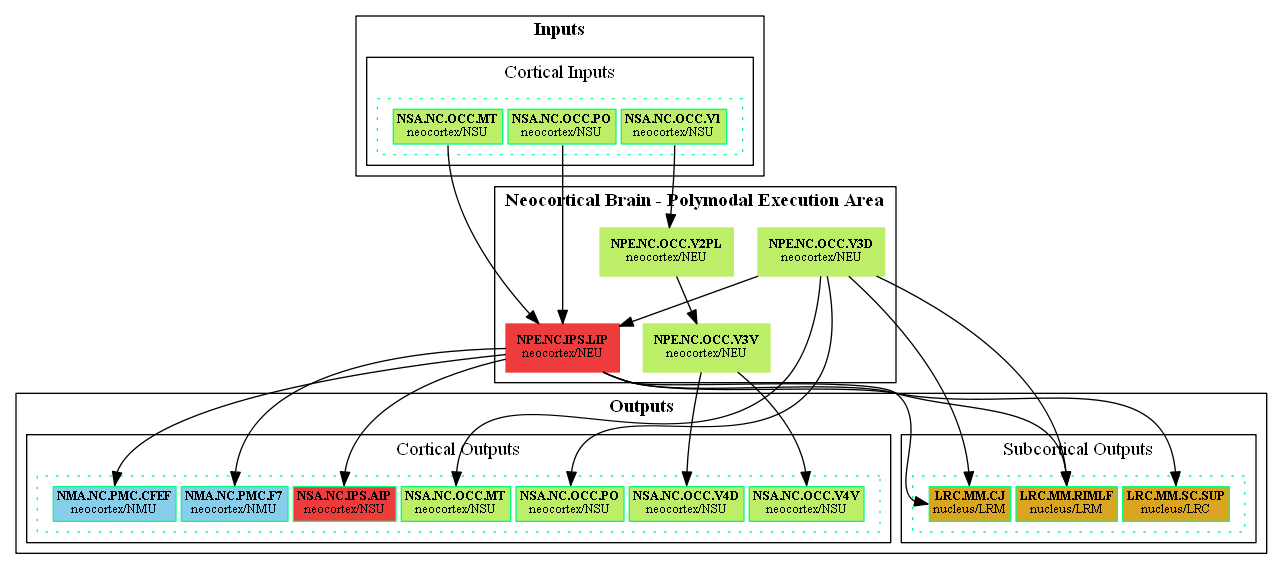 Inputs
Cortical Inputs
NSA.NC.OCC.MT
neocortex/NSU
NSA.NC.OCC.PO
neocortex/NSU
NSA.NC.OCC.V1
neocortex/NSU
Neocortical Brain - Polymodal Execution Area
NPE.NC.OCC.V2PL
neocortex/NEU
NPE.NC.OCC.V3D
neocortex/NEU
NPE.NC.IPS.LIP
neocortex/NEU
NPE.NC.OCC.V3V
neocortex/NEU
Outputs
Cortical Outputs
NMA.NC.PMC.CFEF
neocortex/NMU
NMA.NC.PMC.F7
neocortex/NMU
NSA.NC.IPS.AIP
neocortex/NSU
NSA.NC.OCC.MT
neocortex/NSU
NSA.NC.OCC.PO
neocortex/NSU
NSA.NC.OCC.V4D
neocortex/NSU
NSA.NC.OCC.V4V
neocortex/NSU
Subcortical Outputs
LRC.MM.CJ
nucleus/LRM
LRC.MM.RIMLF
nucleus/LRM
LRC.MM.SC.SUP
nucleus/LRC